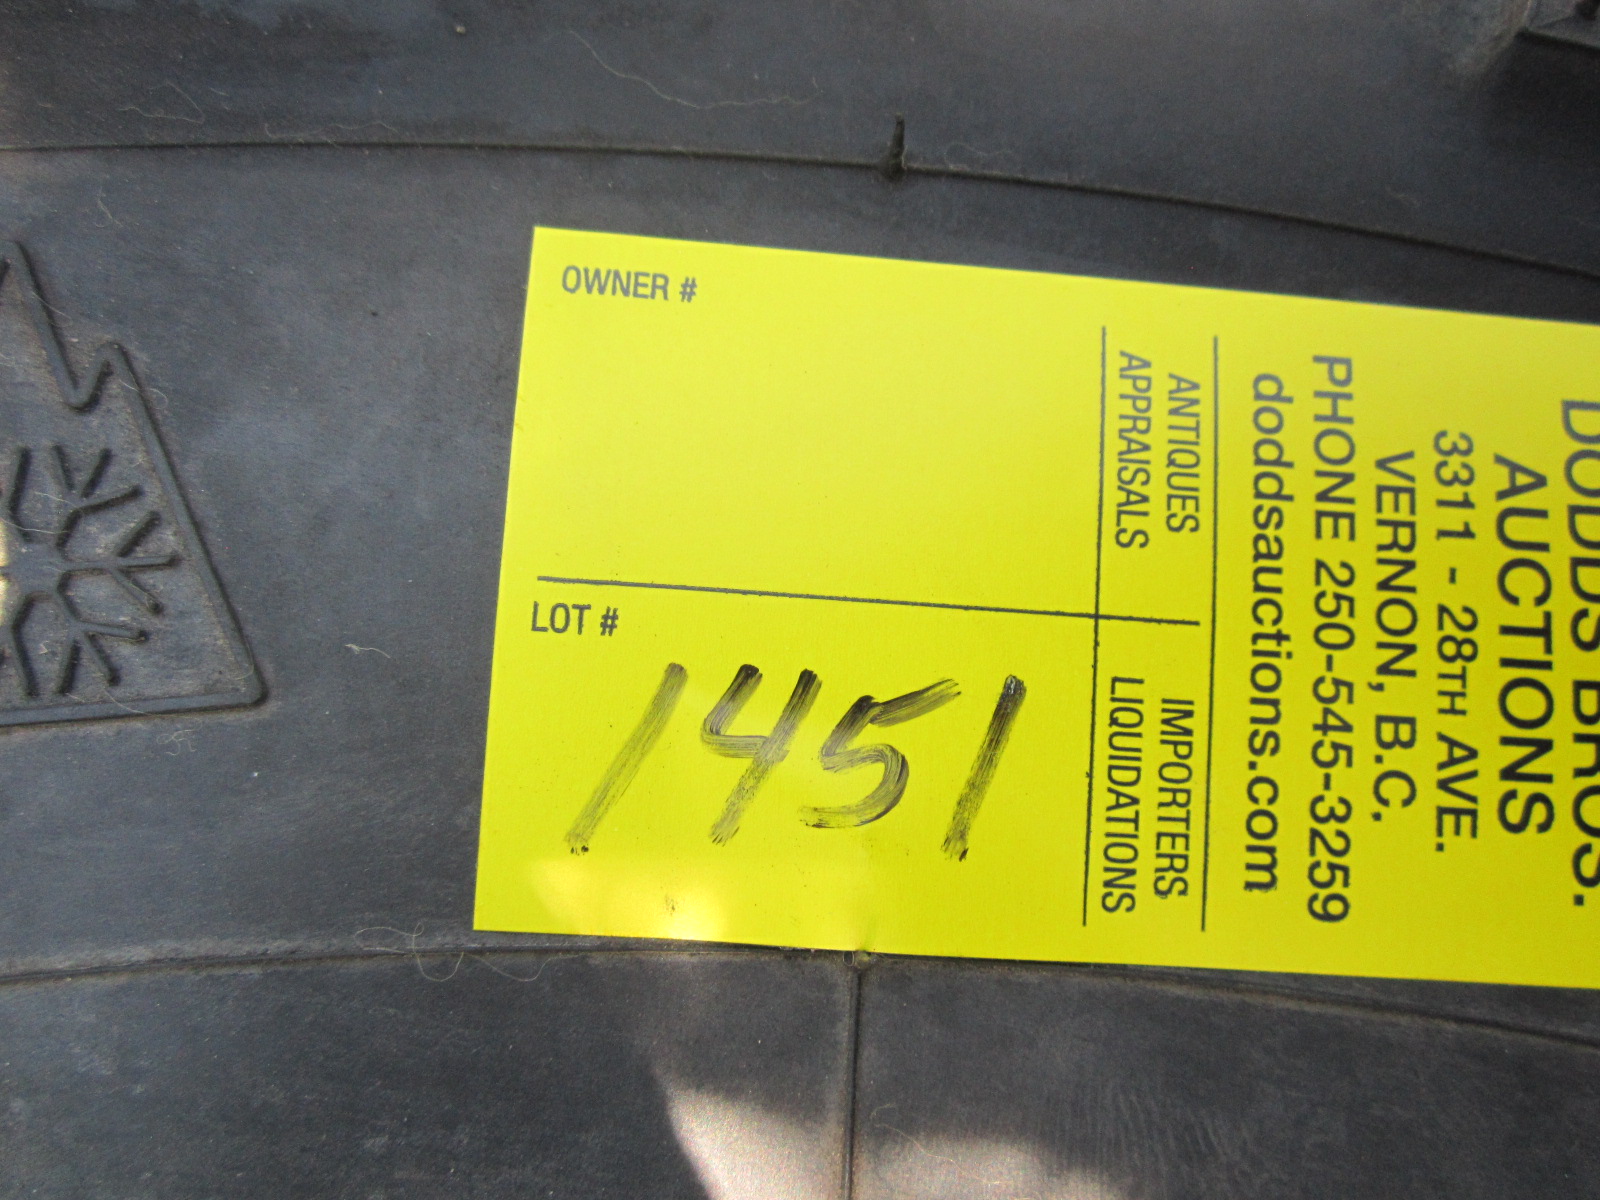 OWNER #
LOT #
1451
DODDS BROS.
AUCTIONS
3311 - 28TH AVE.
VERNON, B.C.
PHONE 250-545-3259
doddsauctions.com
ANTIQUES IMPORTERS
APPRAISALS LIQUIDATIONS